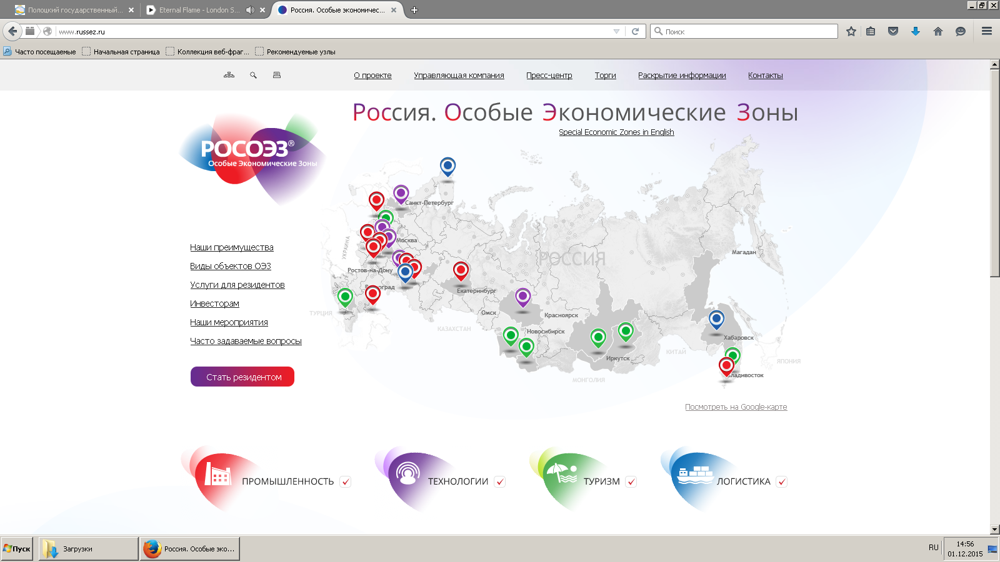 Полоцкий государственный...
Eternal Flame - London S...
Россия. Особые экономичес...
www.russez.ru
Поиск
Часто посещаемые
Начальная страница
Коллекция веб-фраг...
Рекомендуемые узлы
О проекте
Управляющая компания
Пресс-центр
Торги
Раскрытие информации
Контакты
Россия. Особые Экономические Зоны
Special Economic Zones in English
РОСОЭЗ®
Особые Экономические Зоны
Наши преимущества
Виды объектов ОЭЗ
Услуги для резидентов
Инвесторам
Наши мероприятия
Часто задаваемые вопросы
Стать резидентом
Санкт-Петербург
УКРАИНА
Москва
РОССИЯ
Магадан
Ростов-на-Дону
Екатеринбург
ТУРЦИЯ
Омск
Красноярск
КАЗАХСТАН
Новосибирск
Хабаровск
КИТАЙ
Иркутск
ЯПОНИЯ
Владивосток
МОНГОЛИЯ
Посмотреть на Google-карте
ПРОМЫШЛЕННОСТЬ
ТЕХНОЛОГИИ
ТУРИЗМ
ЛОГИСТИКА
Пуск
Загрузки
Россия. Особые эко...
RU
14:56
01.12.2015